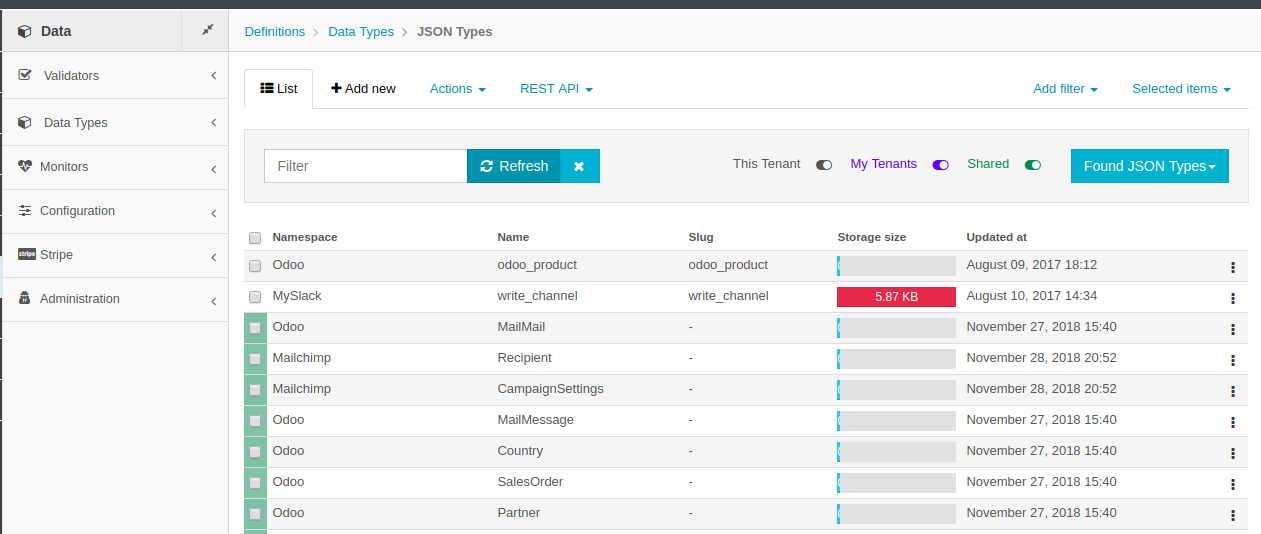 Data
Definitions > Data Types > JSON Types
Validators
Data Types
Monitors
Configuration
stripe Stripe
Administration
List Add new Actions REST API Add filter Selected items
Filter Refresh This Tenant My Tenants Shared Found JSON Types
Namespace Name Slug Storage size Updated at
Odoo odoo_product odoo_product August 09, 2017 18:12
MySlack write_channel write_channel 5.87 KB August 10, 2017 14:34
Odoo MailMail - November 27, 2018 15:40
Mailchimp Recipient - November 28, 2018 20:52
Mailchimp CampaignSettings - November 28, 2018 20:52
Odoo MailMessage - November 27, 2018 15:40
Odoo Country - November 27, 2018 15:40
Odoo SalesOrder - November 27, 2018 15:40
Odoo Partner - November 27, 2018 15:40